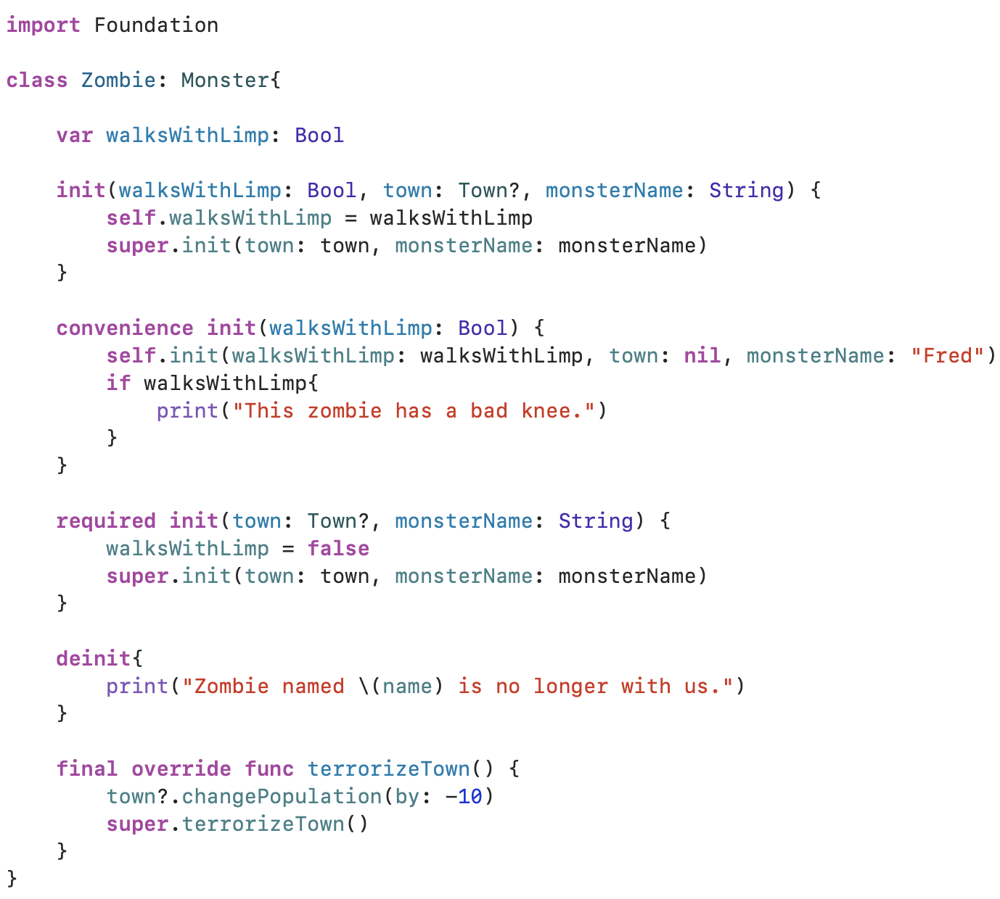 import Foundation

class Zombie: Monster{

    var walksWithLimp: Bool

    init(walksWithLimp: Bool, town: Town?, monsterName: String) {
        self.walksWithLimp = walksWithLimp
        super.init(town: town, monsterName: monsterName)
    }

    convenience init(walksWithLimp: Bool) {
        self.init(walksWithLimp: walksWithLimp, town: nil, monsterName: "Fred")
        if walksWithLimp{
            print("This zombie has a bad knee.")
        }
    }

    required init(town: Town?, monsterName: String) {
        walksWithLimp = false
        super.init(town: town, monsterName: monsterName)
    }

    deinit{
        print("Zombie named \(name) is no longer with us.")
    }

    final override func terrorizeTown() {
        town?.changePopulation(by: -10)
        super.terrorizeTown()
    }
}